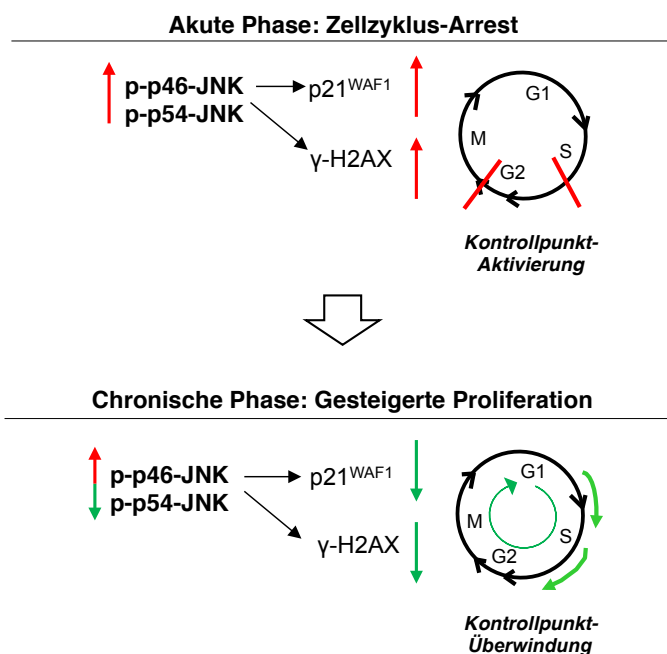 Akute Phase: Zellzyklus-Arrest
p-p46-JNK
p-p54-JNK
p21WAF1
γ-H2AX
G1
S
G2
M
Kontrollpunkt-
Aktivierung
Chronische Phase: Gesteigerte Proliferation
p-p46-JNK
p-p54-JNK
p21WAF1
γ-H2AX
G1
S
G2
M
Kontrollpunkt-
Überwindung